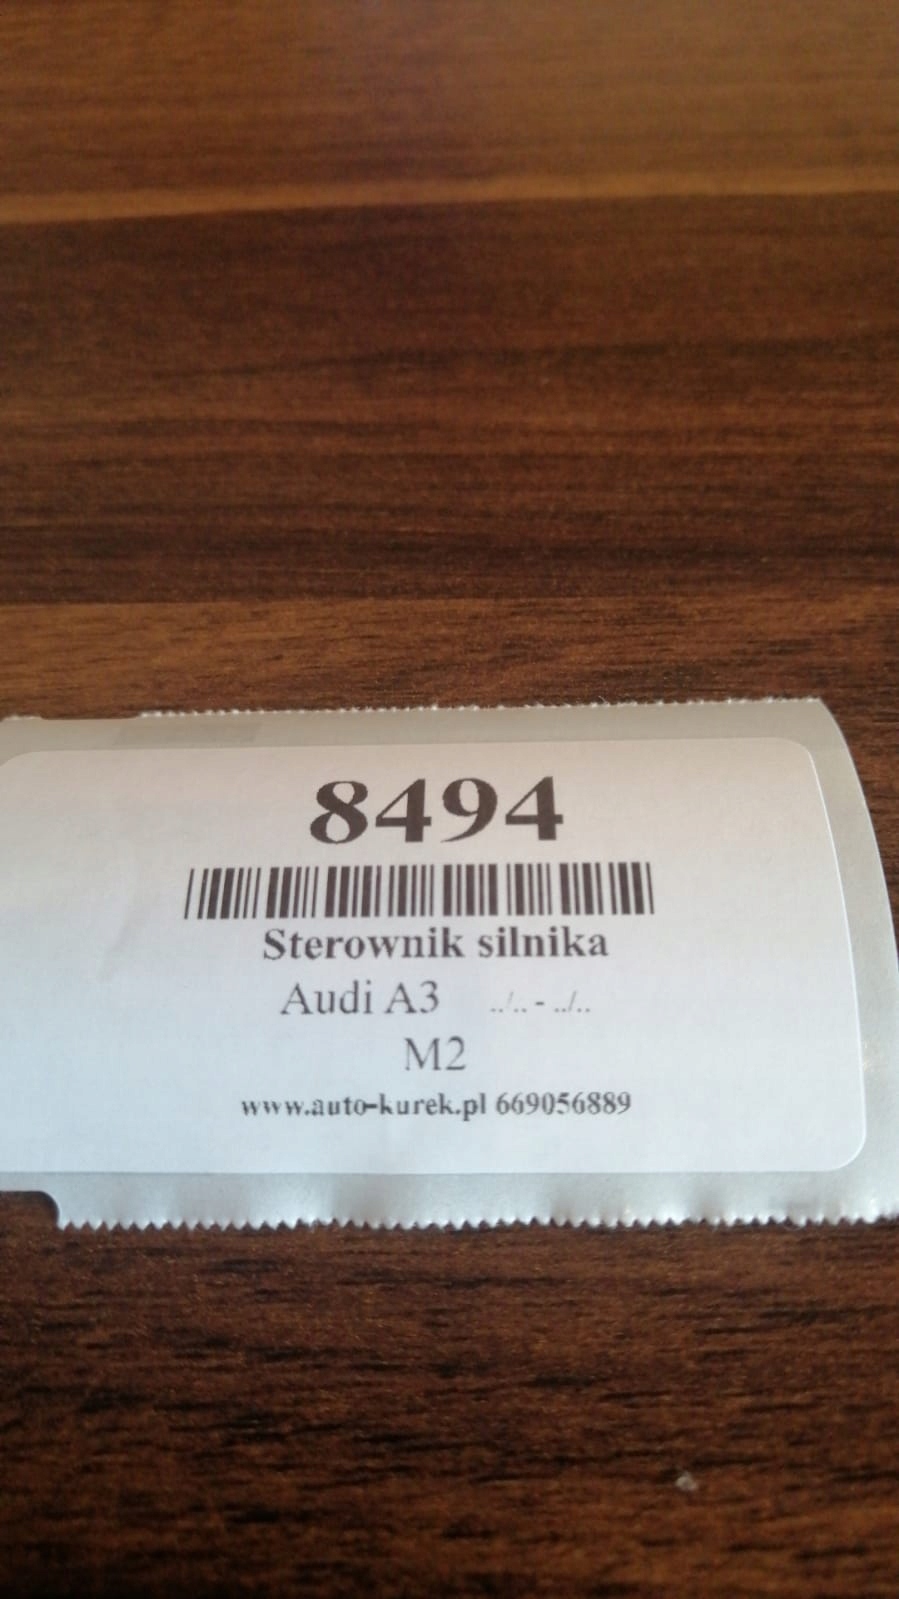 8494
Sterownik silnika
Audi A3 ../.. - ../..
M2
www.auto-kurek.pl 669056889